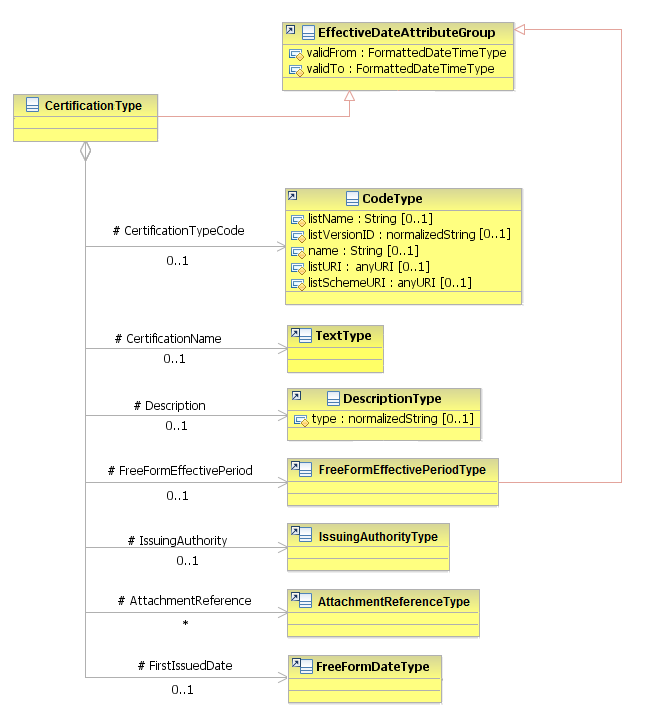 EffectiveDateAttributeGroup
validFrom : FormattedDateTimeType
validTo : FormattedDateTimeType
CertificationType
CodeType
listName : String [0..1]
listVersionID : normalizedString [0..1]
name : String [0..1]
listURI : anyURI [0..1]
listSchemeURI : anyURI [0..1]
# CertificationTypeCode
0..1
TextType
# CertificationName
0..1
DescriptionType
type : normalizedString [0..1]
# Description
0..1
FreeFormEffectivePeriodType
# FreeFormEffectivePeriod
0..1
IssuingAuthorityType
# IssuingAuthority
0..1
AttachmentReferenceType
# AttachmentReference
*
FreeFormDateType
# FirstIssuedDate
0..1